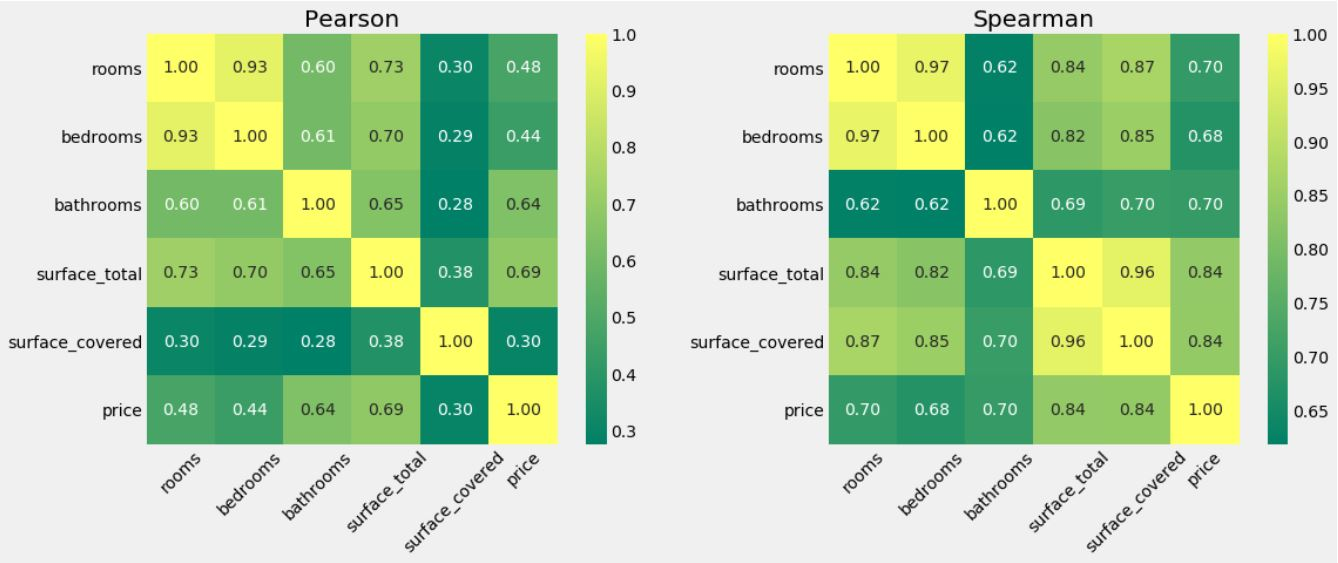 Pearson
rooms 1.00 0.93 0.60 0.73 0.30 0.48
bedrooms 0.93 1.00 0.61 0.70 0.29 0.44
bathrooms 0.60 0.61 1.00 0.65 0.28 0.64
surface_total 0.73 0.70 0.65 1.00 0.38 0.69
surface_covered 0.30 0.29 0.28 0.38 1.00 0.30
price 0.48 0.44 0.64 0.69 0.30 1.00
rooms bedrooms bathrooms surface_total surface_covered price
1.0
0.9
0.8
0.7
0.6
0.5
0.4
0.3
Spearman
rooms 1.00 0.97 0.62 0.84 0.87 0.70
bedrooms 0.97 1.00 0.62 0.82 0.85 0.68
bathrooms 0.62 0.62 1.00 0.69 0.70 0.70
surface_total 0.84 0.82 0.69 1.00 0.96 0.84
surface_covered 0.87 0.85 0.70 0.96 1.00 0.84
price 0.70 0.68 0.70 0.84 0.84 1.00
rooms bedrooms bathrooms surface_total surface_covered price
1.00
0.95
0.90
0.85
0.80
0.75
0.70
0.65